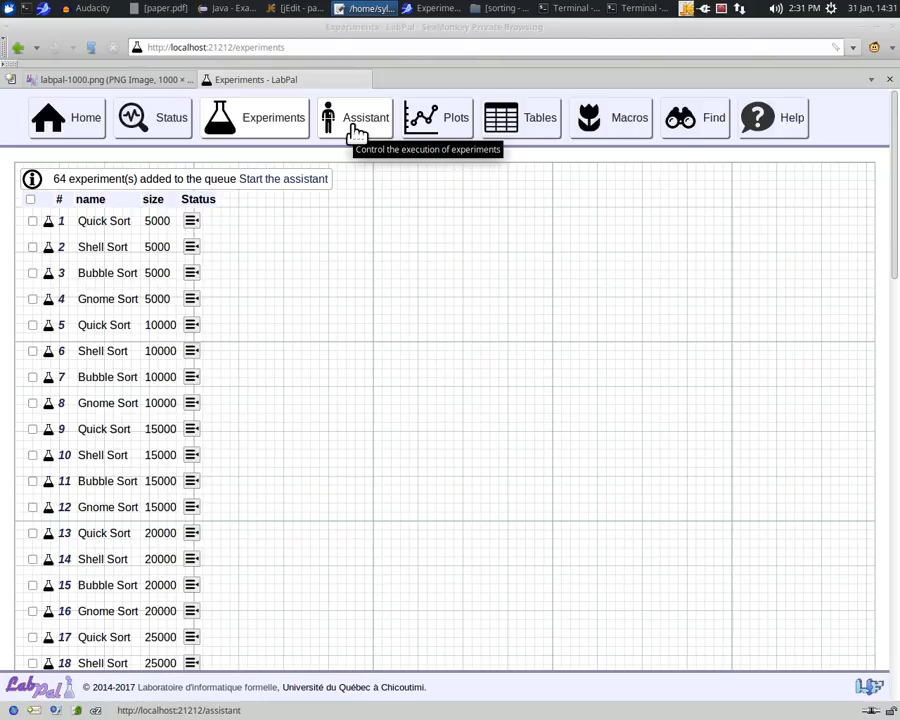 Audacity
[paper.pdf]
Java - Exa...
[jEdit - pa...
/home/syl...
Experime...
[sorting - ...
Terminal -...
Terminal -...
2:31 PM
31 Jan, 14:31
Experiments - LabPal - SeaMonkey Private Browsing
http://localhost:21212/experiments
labpal-1000.png (PNG Image, 1000 × ...
Experiments - LabPal
Home
Status
Experiments
Assistant
Plots
Tables
Macros
Find
Help
Control the execution of experiments
64 experiment(s) added to the queue Start the assistant
# name size Status
1 Quick Sort 5000
2 Shell Sort 5000
3 Bubble Sort 5000
4 Gnome Sort 5000
5 Quick Sort 10000
6 Shell Sort 10000
7 Bubble Sort 10000
8 Gnome Sort 10000
9 Quick Sort 15000
10 Shell Sort 15000
11 Bubble Sort 15000
12 Gnome Sort 15000
13 Quick Sort 20000
14 Shell Sort 20000
15 Bubble Sort 20000
16 Gnome Sort 20000
17 Quick Sort 25000
18 Shell Sort 25000
LabPal © 2014-2017 Laboratoire d'informatique formelle, Université du Québec à Chicoutimi.
http://localhost:21212/assistant